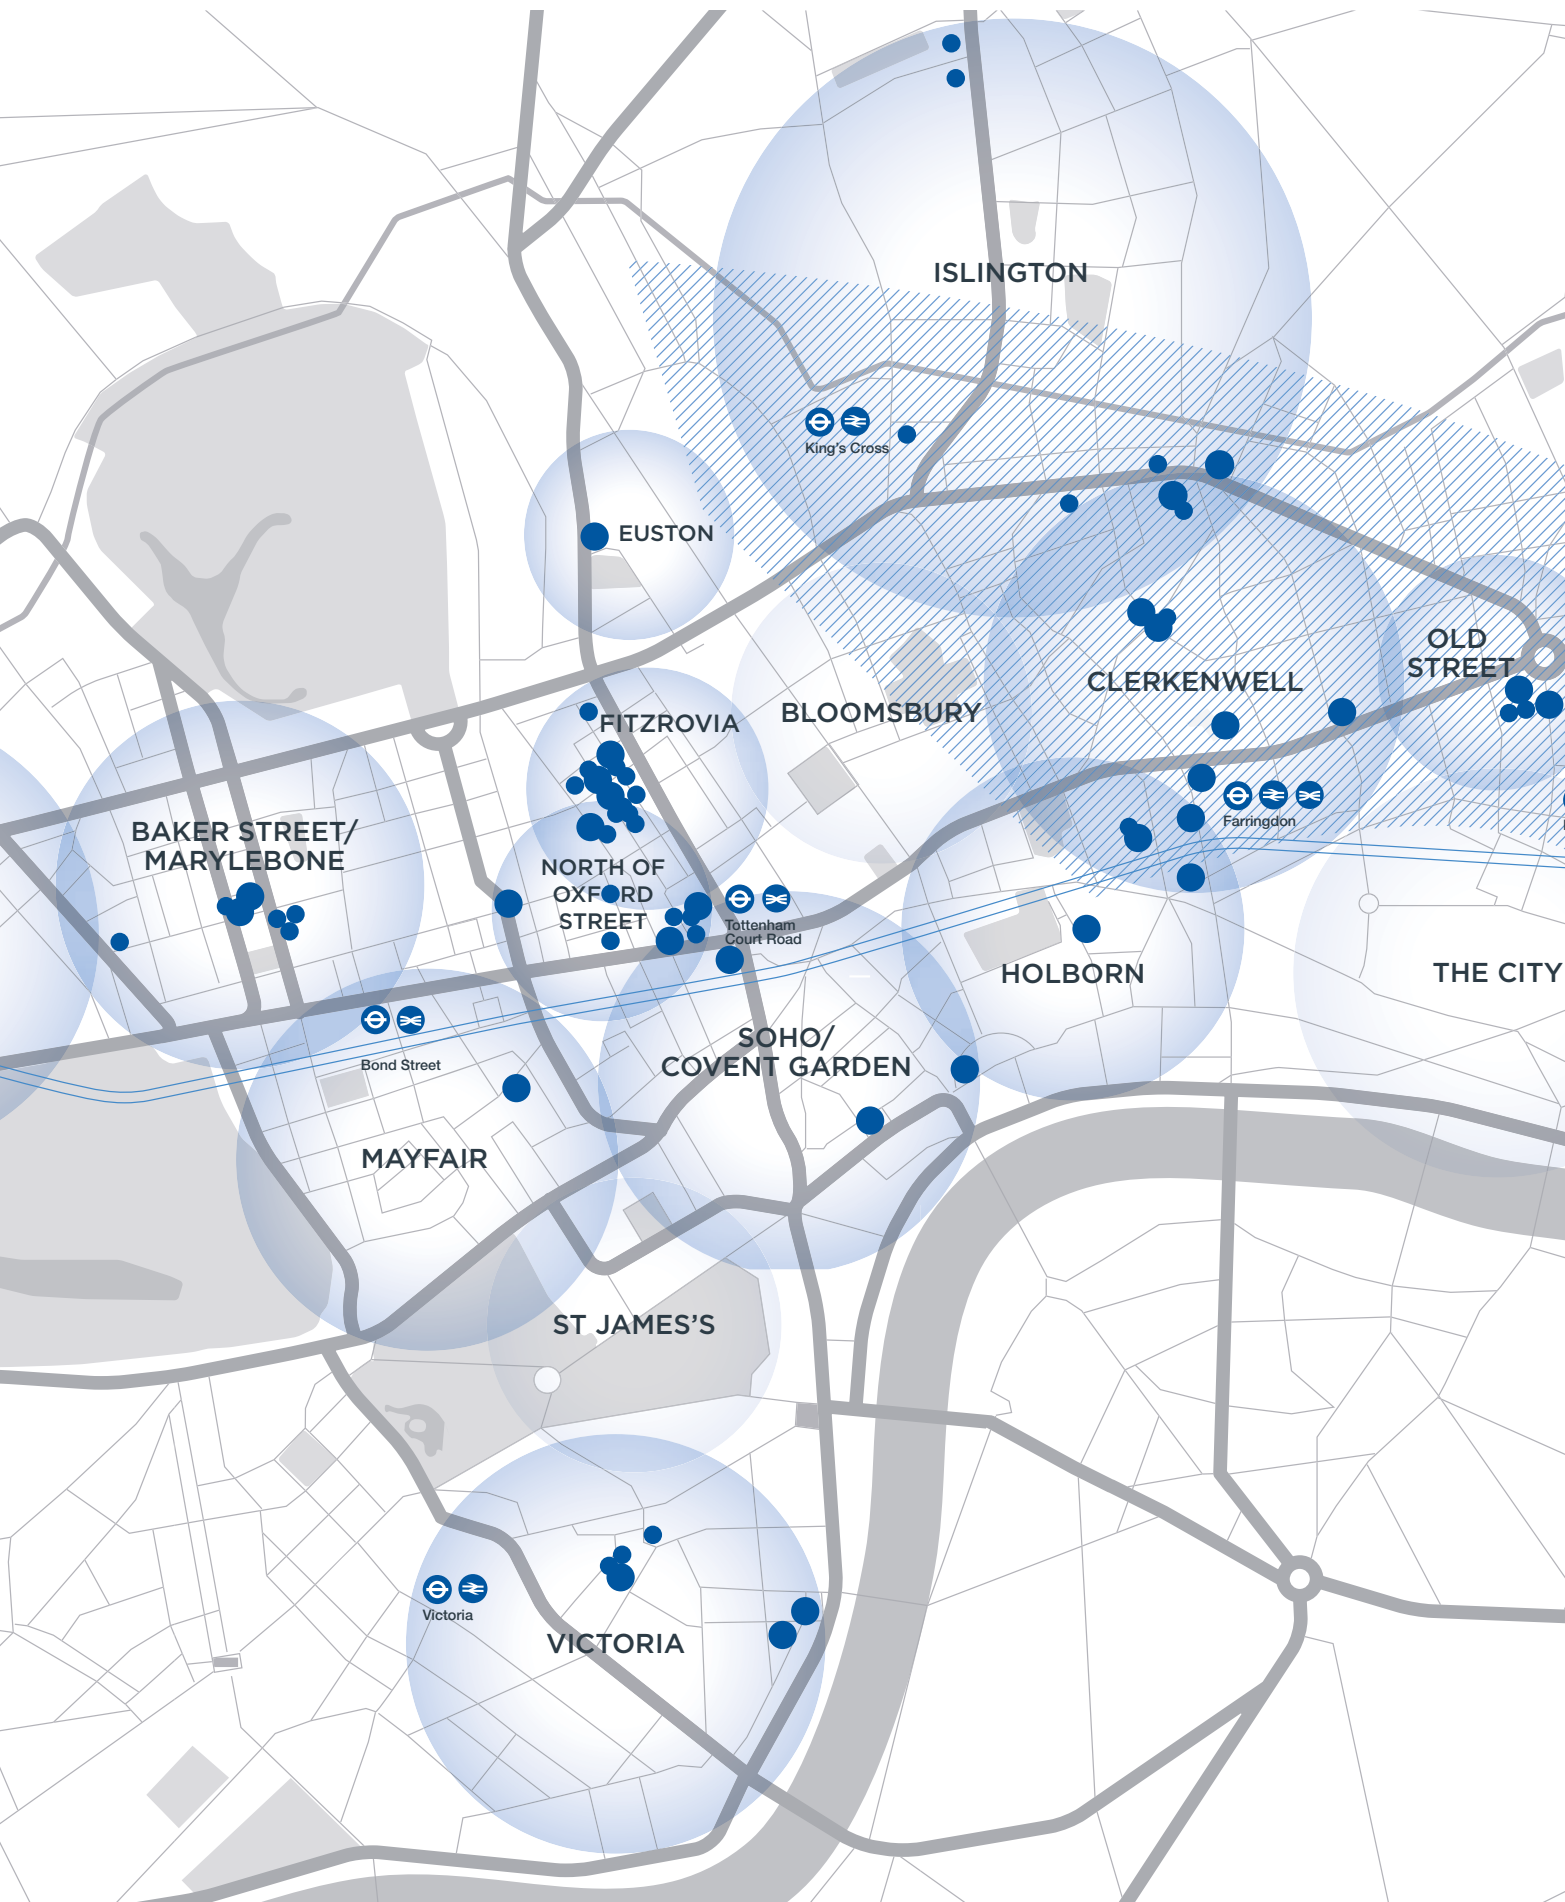 ISLINGTON
King's Cross
EUSTON
OLD
STREET
CLERKENWELL
BLOOMSBURY
FITZROVIA
Farringdon
BAKER STREET/
MARYLEBONE
NORTH OF
OXFORD
STREET
Tottenham
Court Road
HOLBORN
THE CITY
Bond Street
SOHO/
COVENT GARDEN
MAYFAIR
ST JAMES'S
Victoria
VICTORIA